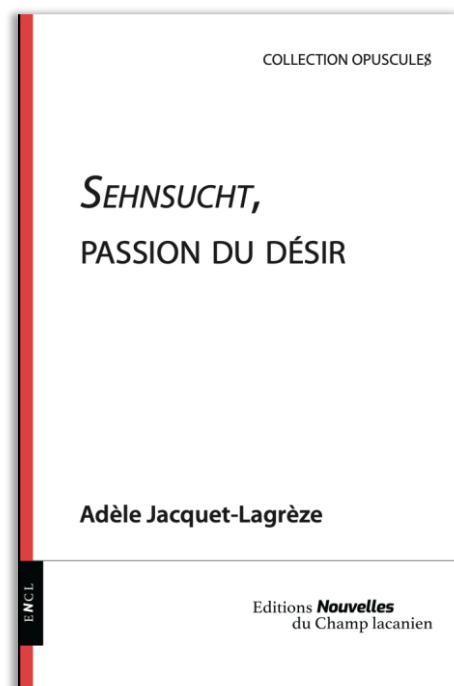 COLLECTION OPUSCULE$
SEHNSUCHT,
PASSION DU DÉSIR
Adèle Jacquet-Lagrèze
ENCL
Editions Nouvelles
du Champ lacanien